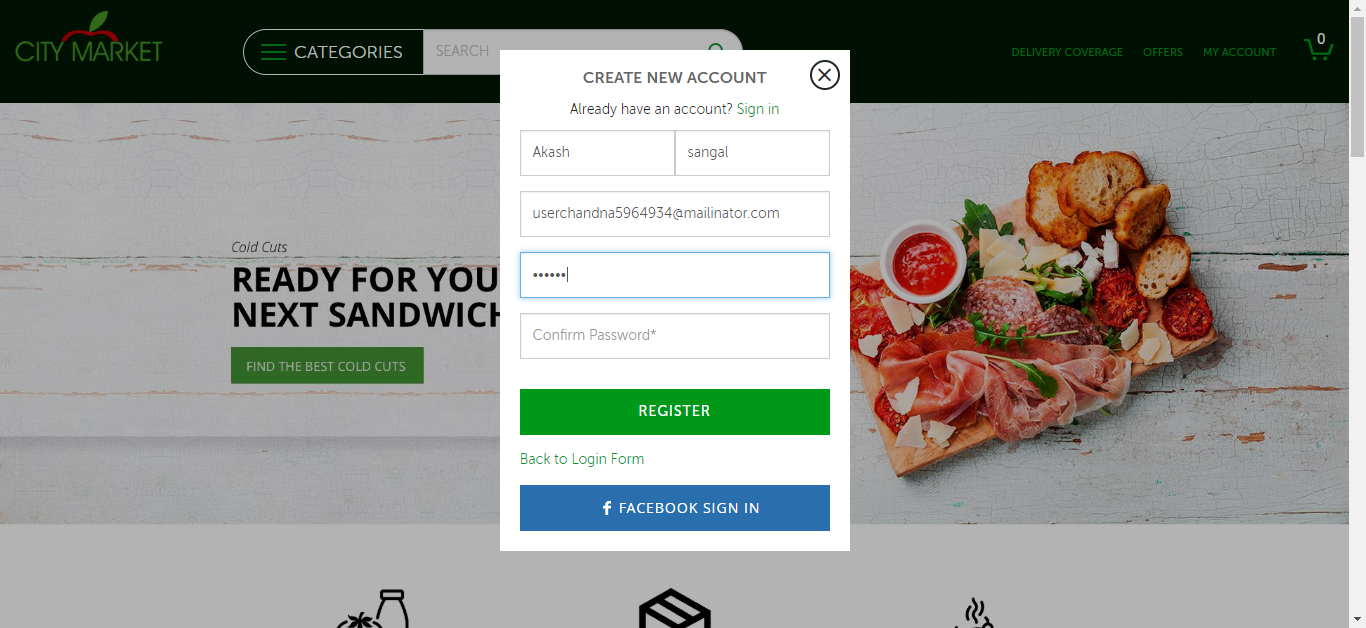 CITY MARKET
CATEGORIES
SEARCH
DELIVERY COVERAGE
OFFERS
MY ACCOUNT
0
CREATE NEW ACCOUNT
Already have an account? Sign in
Akash
sangal
userchandna5964934@mailinator.com
••••••
Confirm Password*
REGISTER
Back to Login Form
f FACEBOOK SIGN IN
Cold Cuts
READY FOR YOU
NEXT SANDWICH
FIND THE BEST COLD CUTS